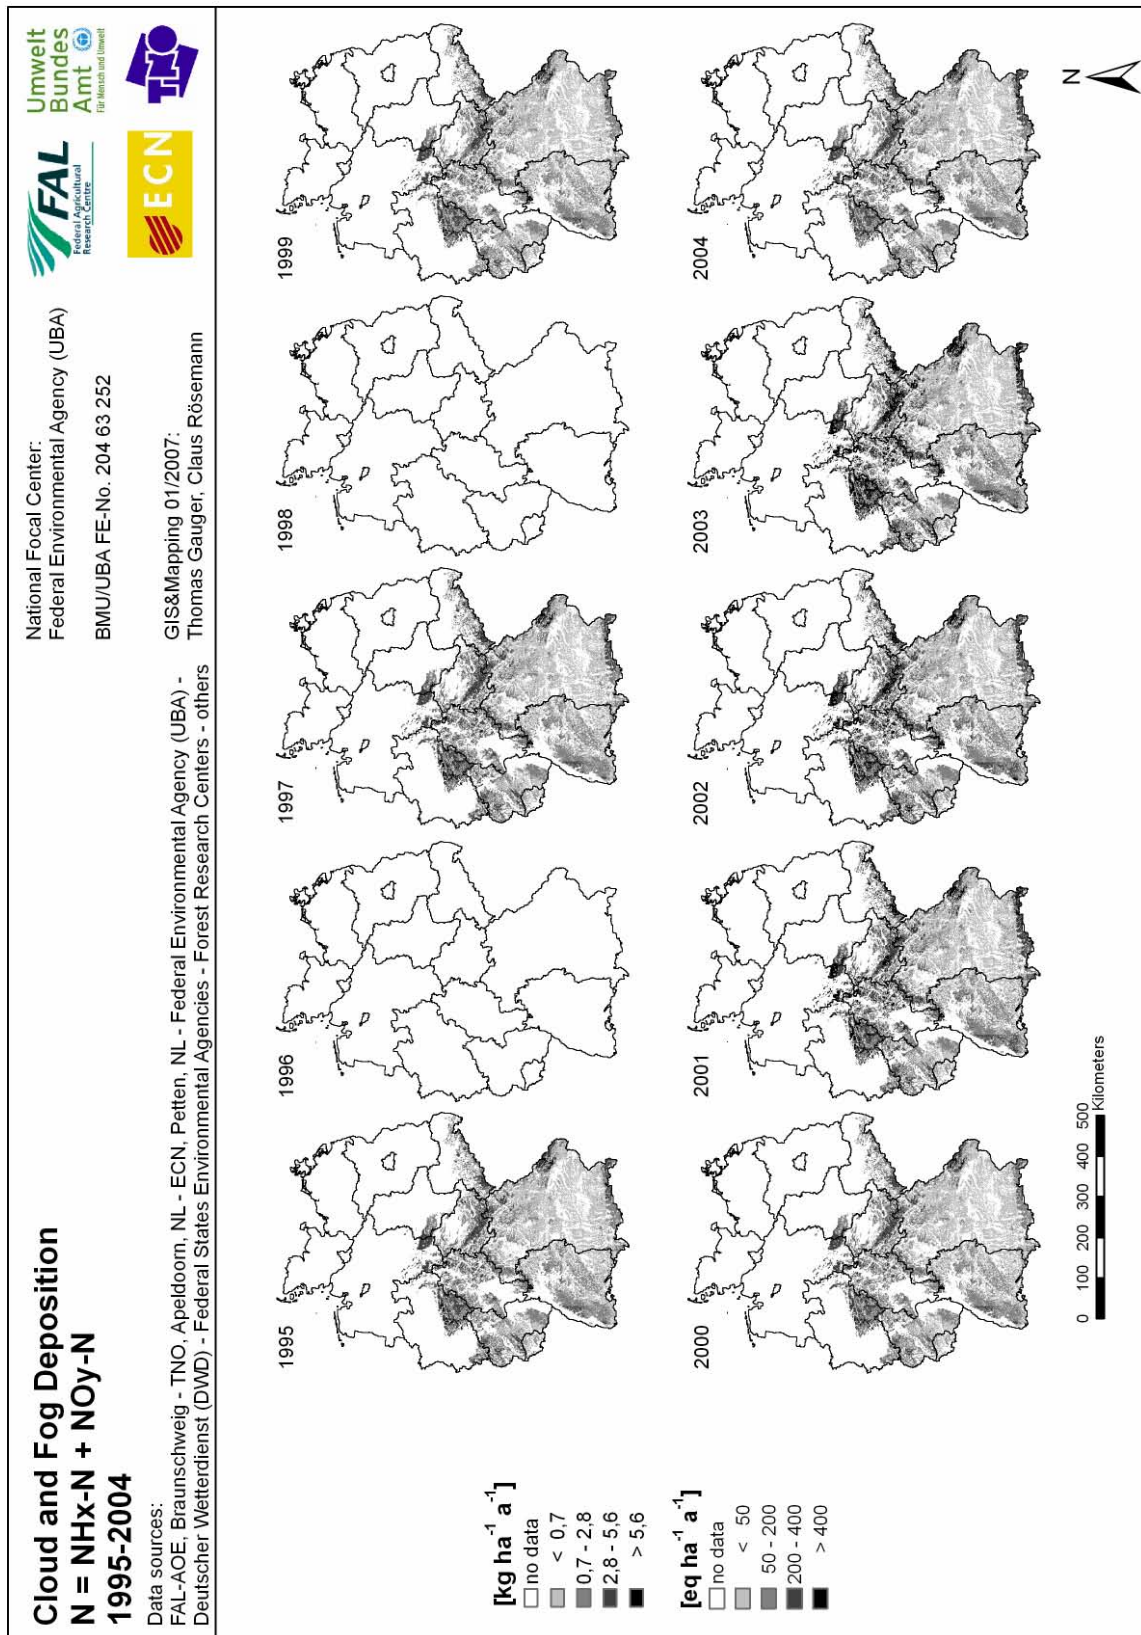 Cloud and Fog Deposition
N = NHx-N + NOy-N
1995-2004
National Focal Center:
Federal Environmental Agency (UBA)
BMU/UBA FE-No. 204 63 252
GIS&Mapping 01/2007:
Thomas Gauger, Claus Rösemann
FAL
Federal Agricultural
Research Centre
Umwelt
Bundes
Amt
Für Mensch und Umwelt
ECN
TNO
Data sources:
FAL-AOE, Braunschweig - TNO, Apeldoorn, NL - ECN, Petten, NL - Federal Environmental Agency (UBA) -
Deutscher Wetterdienst (DWD) - Federal States Environmental Agencies - Forest Research Centers - others
[kg ha⁻¹ a⁻¹]
no data
< 0,7
0,7 - 2,8
2,8 - 5,6
> 5,6
[eq ha⁻¹ a⁻¹]
no data
< 50
50 - 200
200 - 400
> 400
1995
1996
1997
1998
1999
2000
2001
2002
2003
2004
0 100 200 300 400 500
Kilometers
N